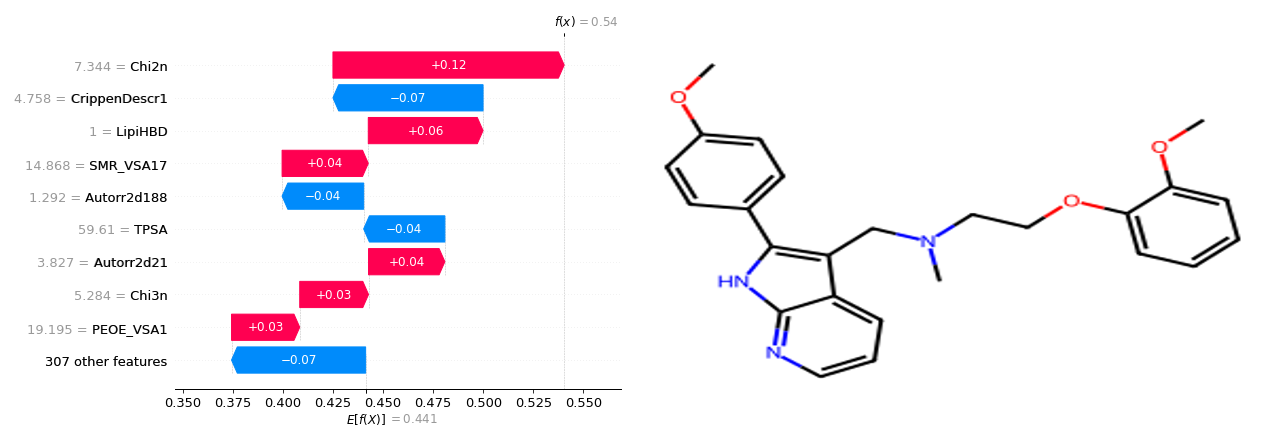 f(x) = 0.54
7.344 = Chi2n
+0.12
4.758 = CrippenDescr1
−0.07
1 = LipiHBD
+0.06
14.868 = SMR_VSA17
+0.04
1.292 = Autorr2d188
−0.04
59.61 = TPSA
−0.04
3.827 = Autorr2d21
+0.04
5.284 = Chi3n
+0.03
19.195 = PEOE_VSA1
+0.03
307 other features
−0.07
0.350 0.375 0.400 0.425 0.450 0.475 0.500 0.525 0.550
E[f(X)] = 0.441
O
O
O
N
HN
N